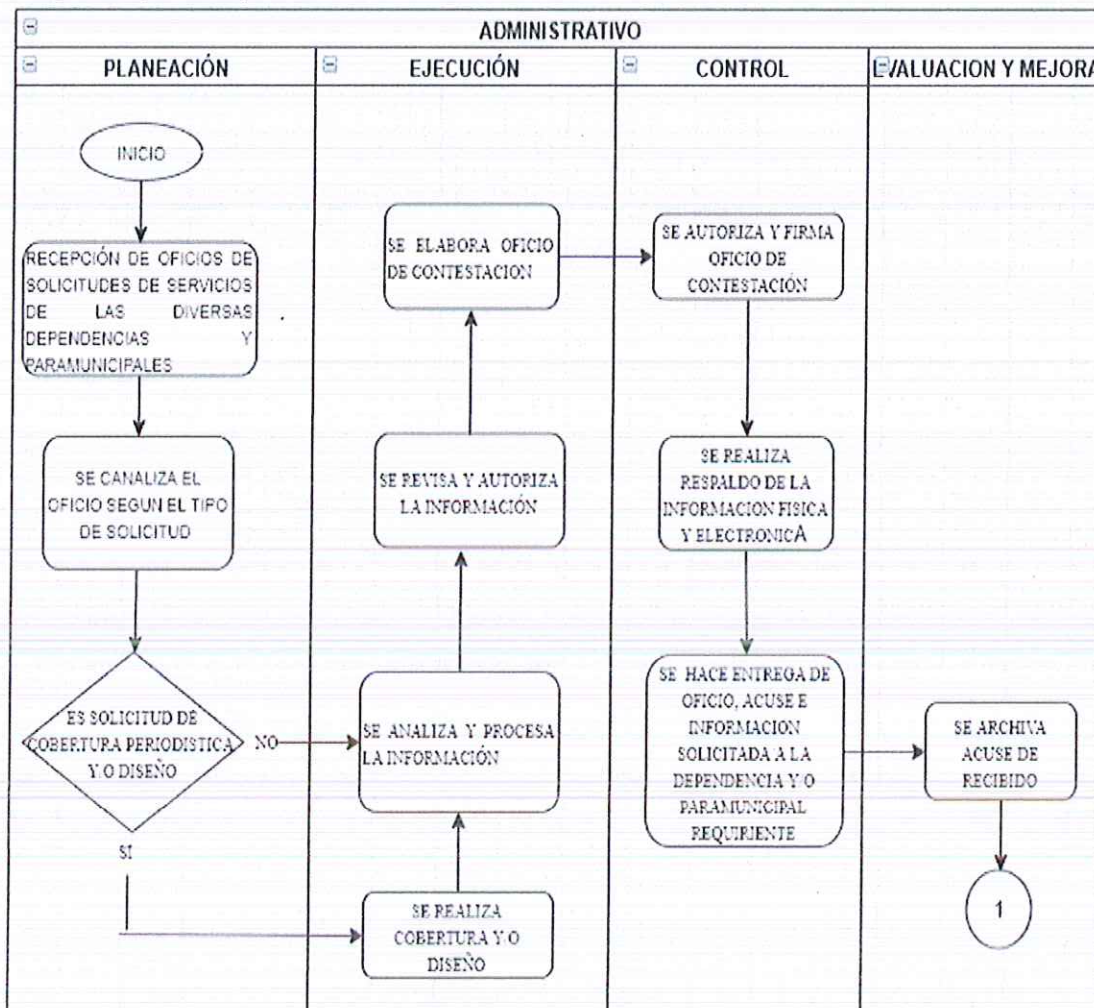 ADMINISTRATIVO
PLANEACIÓN
EJECUCIÓN
CONTROL
EVALUACION Y MEJORA
INICIO
RECEPCIÓN DE OFICIOS DE
SOLICITUDES DE SERVICIOS
DE LAS DIVERSAS
DEPENDENCIAS Y
PARAMUNICIPALES
SE CANALIZA EL
OFICIO SEGUN EL TIPO
DE SOLICITUD
ES SOLICITUD DE
COBERTURA PERIODISTICA
Y.O DISEÑO
NO
SI
SE ELABORA OFICIO
DE CONTESTACION
SE REVISA Y AUTORIZA
LA INFORMACIÓN
SE ANALIZA Y PROCESA
LA INFORMACIÓN
SE REALIZA
COBERTURA Y.O
DISEÑO
SE AUTORIZA Y FIRMA
OFICIO DE
CONTESTACIÓN
SE REALIZA
RESPALDO DE LA
INFORMACION FISICA
Y ELECTRONICA
SE HACE ENTREGA DE
OFICIO, ACUSE E
INFORMACION
SOLICITADA A LA
DEPENDENCIA Y.O
PARAMUNICIPAL
REQUIRIENTE
SE ARCHIVA
ACUSE DE
RECIBIDO
1